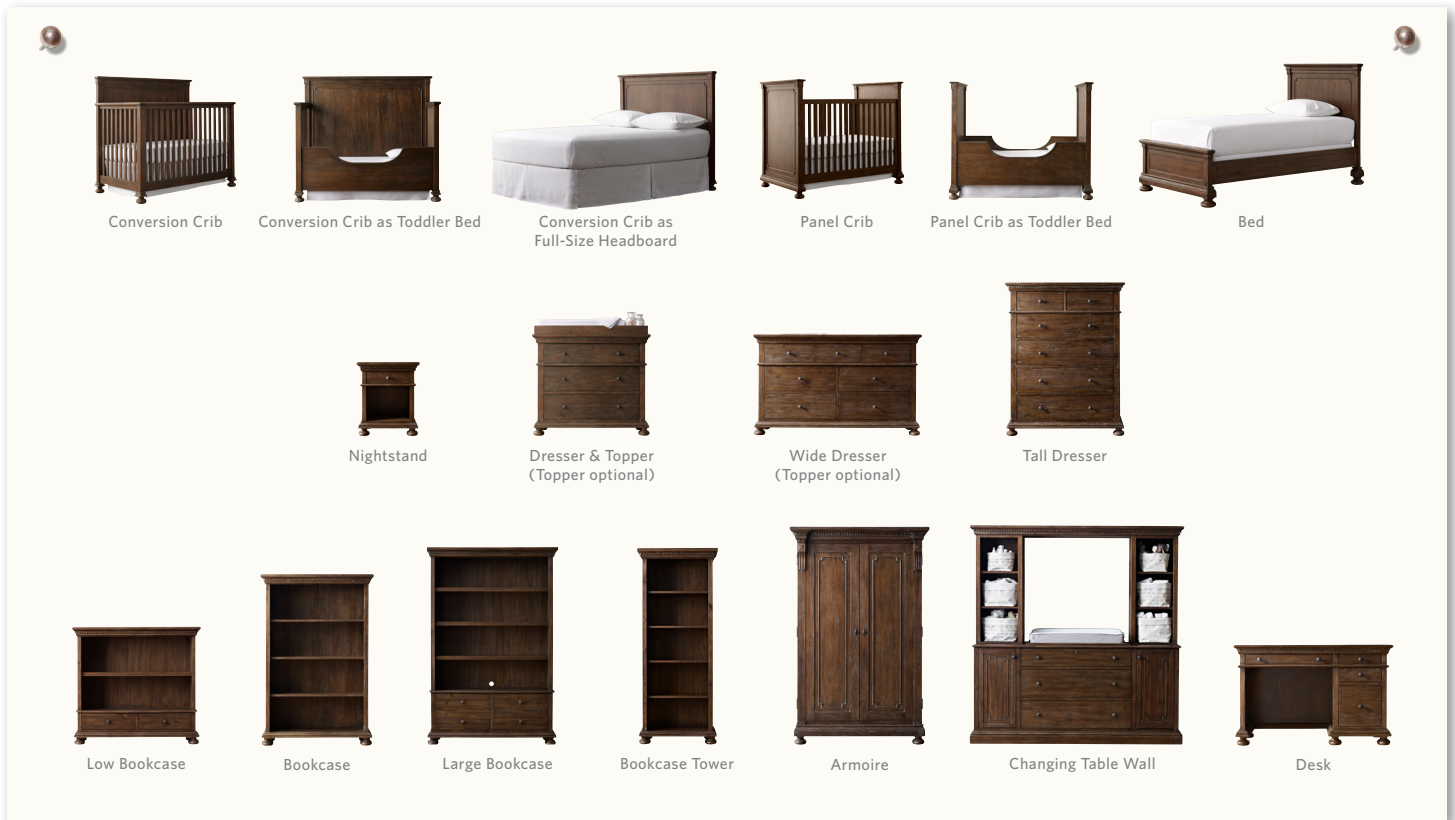 Conversion Crib
Conversion Crib as Toddler Bed
Conversion Crib as
Full-Size Headboard
Panel Crib
Panel Crib as Toddler Bed
Bed
Nightstand
Dresser & Topper
(Topper optional)
Wide Dresser
(Topper optional)
Tall Dresser
Low Bookcase
Bookcase
Large Bookcase
Bookcase Tower
Armoire
Changing Table Wall
Desk